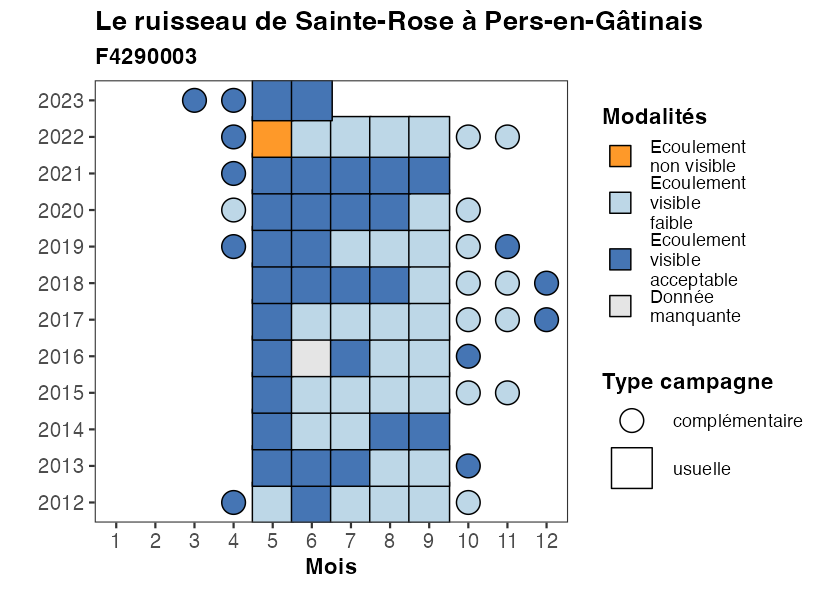 Le ruisseau de Sainte-Rose à Pers-en-Gâtinais
F4290003
2023
2022
2021
2020
2019
2018
2017
2016
2015
2014
2013
2012
1 2 3 4 5 6 7 8 9 10 11 12
Mois
Modalités
Ecoulement
non visible
Ecoulement
visible
faible
Ecoulement
visible
acceptable
Donnée
manquante
Type campagne
complémentaire
usuelle